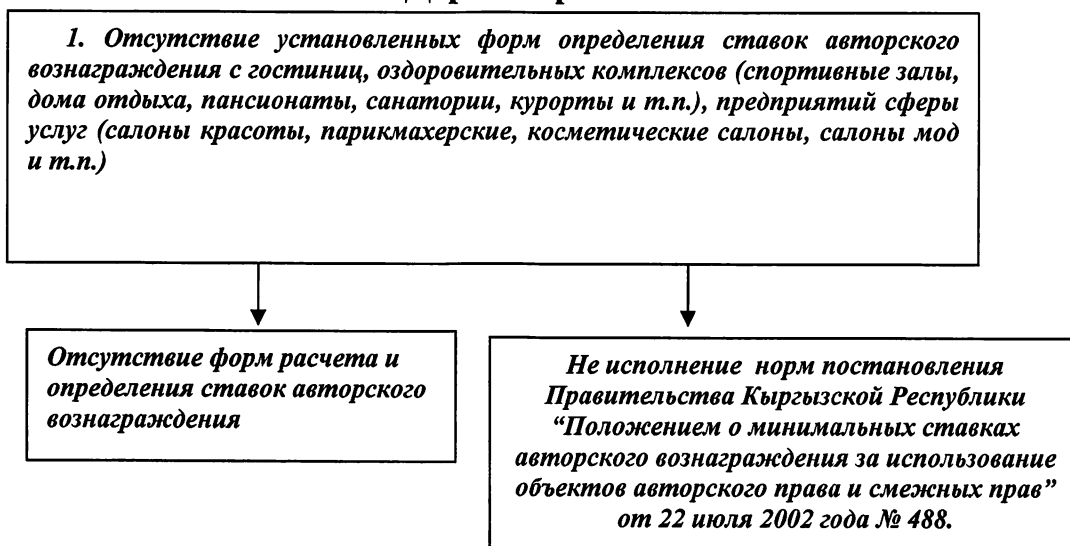 1. Отсутствие установленных форм определения ставок авторского
вознаграждения с гостиниц, оздоровительных комплексов (спортивные залы,
дома отдыха, пансионаты, санатории, курорты и т.п.), предприятий сферы
услуг (салоны красоты, парикмахерские, косметические салоны, салоны мод
и т.п.)
Отсутствие форм расчета и
определения ставок авторского
вознаграждения
Не исполнение норм постановления
Правительства Кыргызской Республики
“Положением о минимальных ставках
авторского вознаграждения за использование
объектов авторского права и смежных прав”
от 22 июля 2002 года № 488.